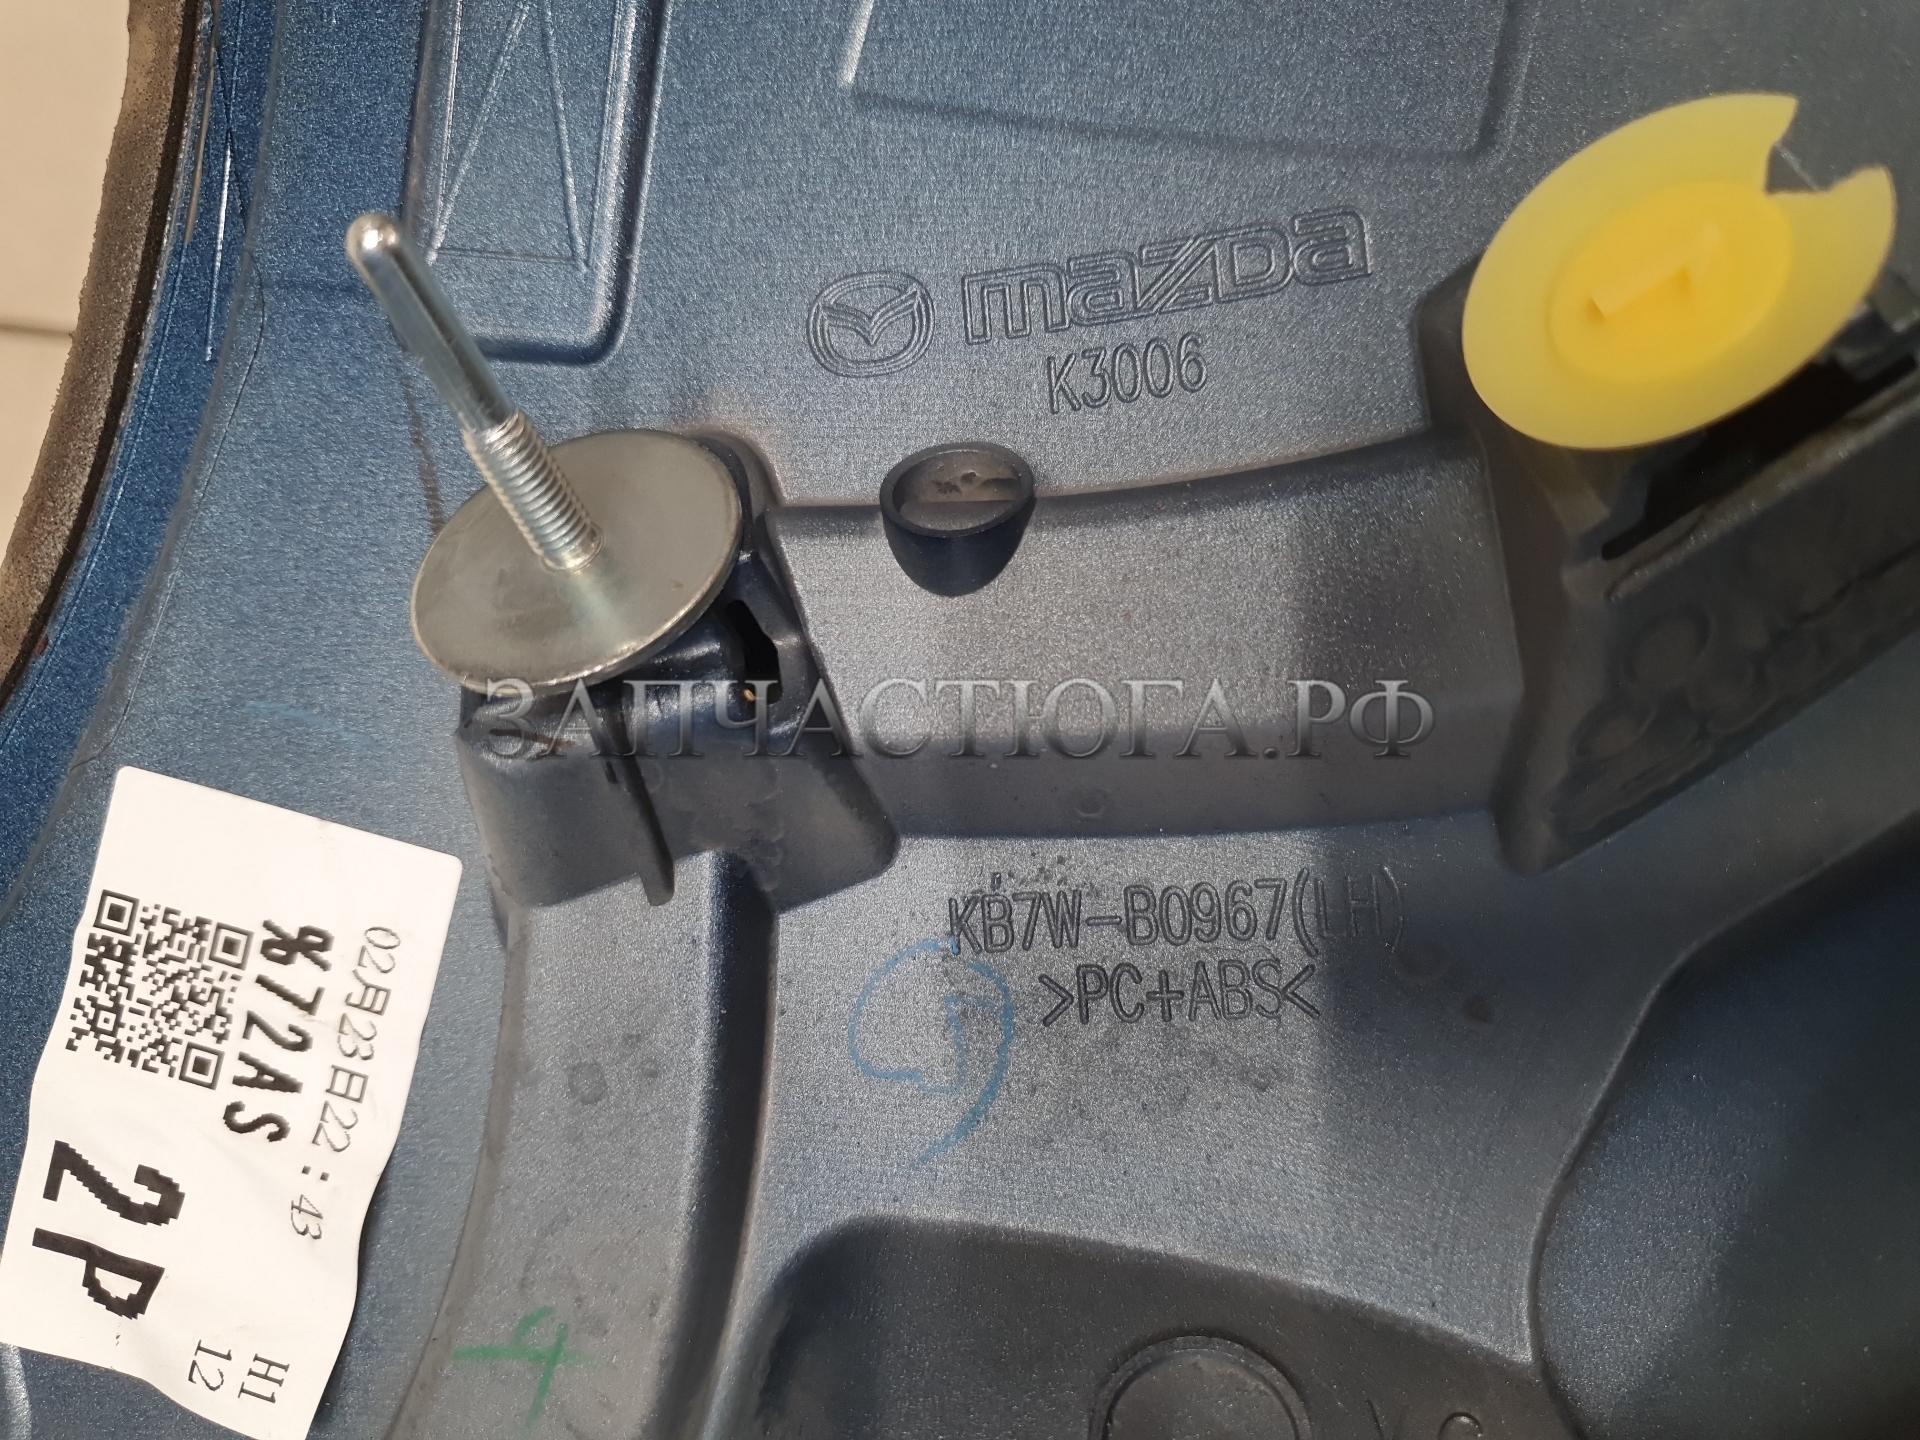 mazda
K3006
ЗАПЧАСТЮГА.РФ
KB7W-B0967(LH)
>PC+ABS<
02月23日22:43
K72AS
2P
H1
12